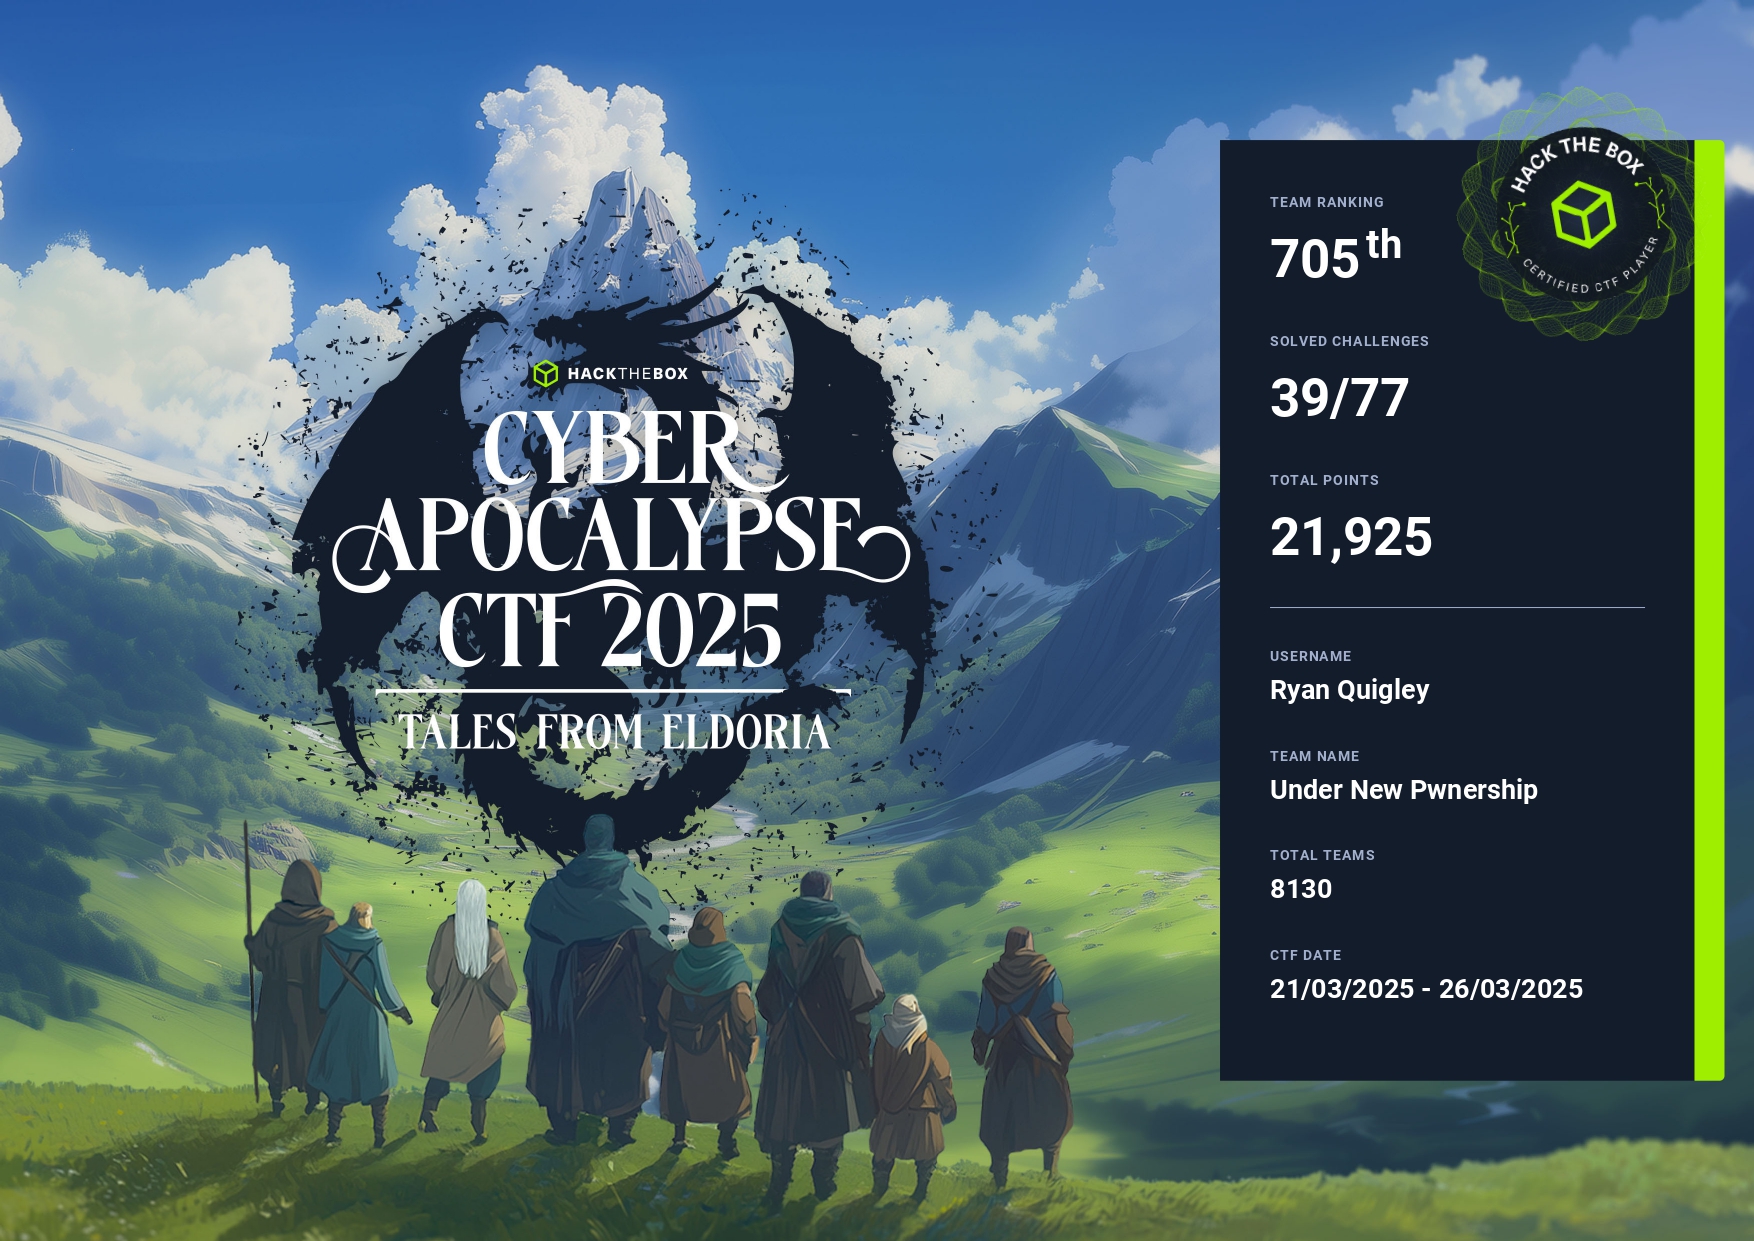 HACKTHEBOX
CYBER
APOCALYPSE
CTF 2025
TALES FROM ELDORIA
HACK THE BOX
CERTIFIED CTF PLAYER
TEAM RANKING
705th
SOLVED CHALLENGES
39/77
TOTAL POINTS
21,925
USERNAME
Ryan Quigley
TEAM NAME
Under New Pwnership
TOTAL TEAMS
8130
CTF DATE
21/03/2025 - 26/03/2025